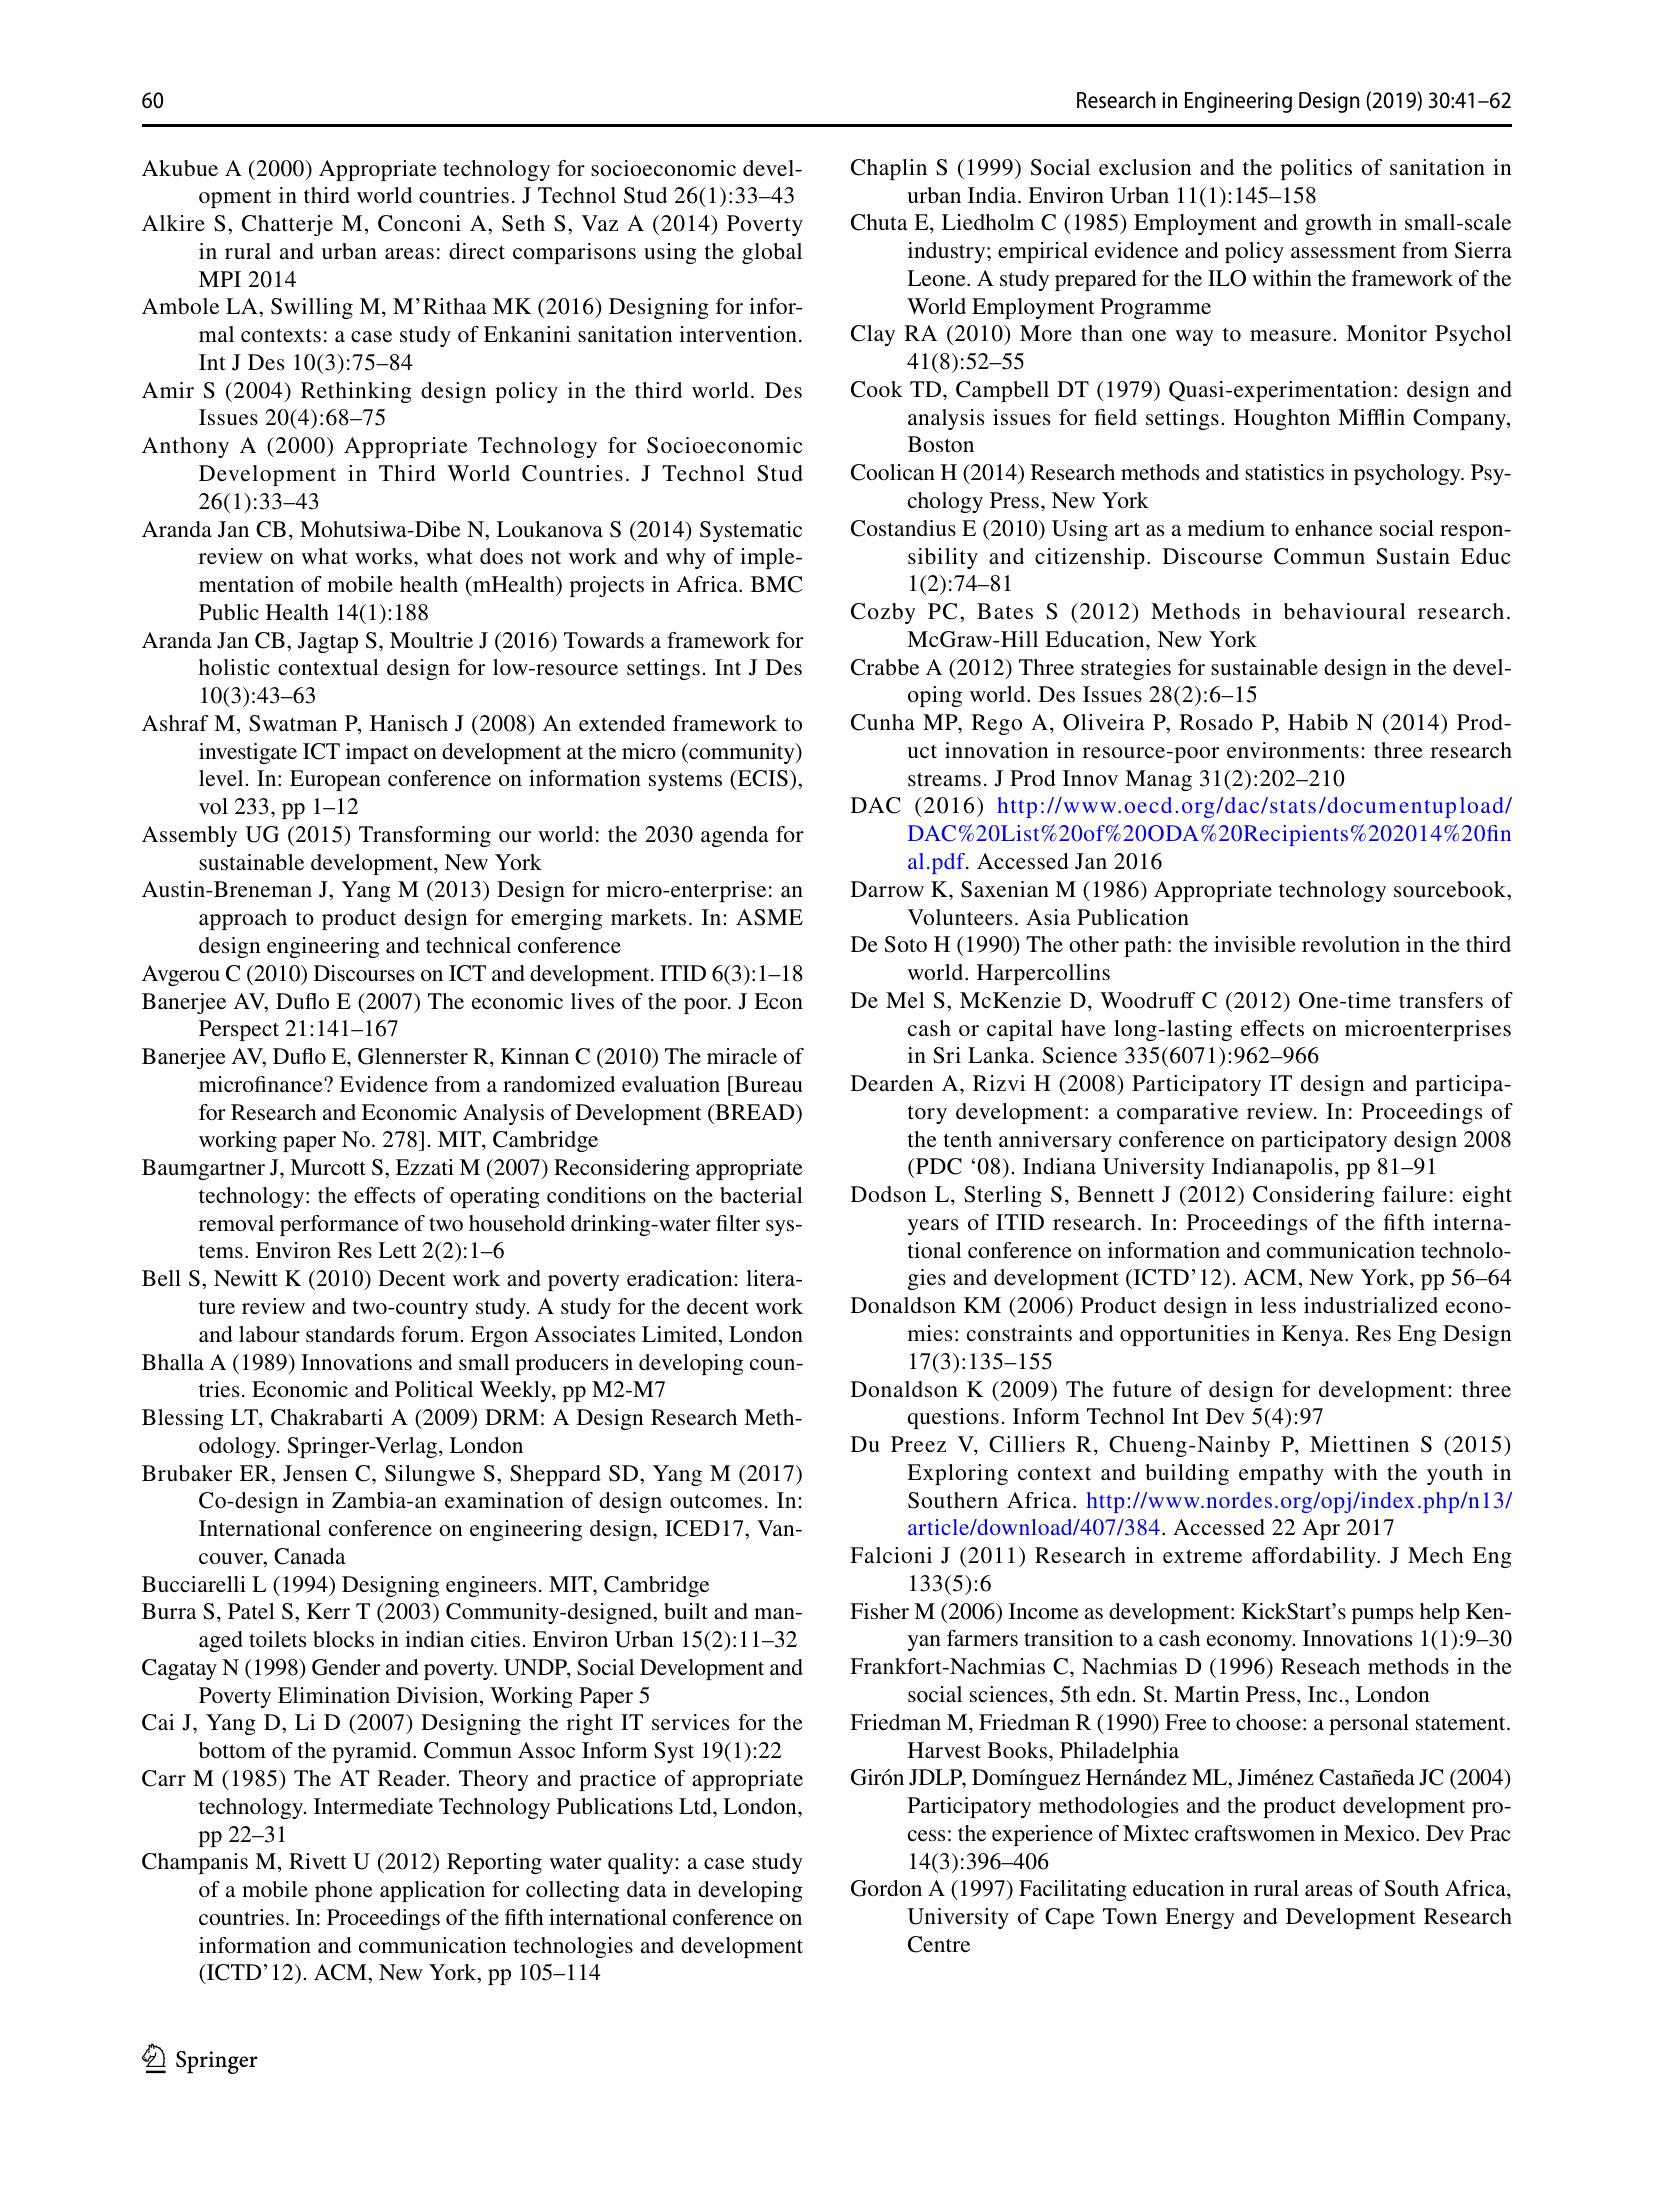 60
Research in Engineering Design (2019) 30:41–62
Akubue A (2000) Appropriate technology for socioeconomic devel-
opment in third world countries. J Technol Stud 26(1):33–43
Alkire S, Chatterje M, Conconi A, Seth S, Vaz A (2014) Poverty
in rural and urban areas: direct comparisons using the global
MPI 2014
Ambole LA, Swilling M, M’Rithaa MK (2016) Designing for infor-
mal contexts: a case study of Enkanini sanitation intervention.
Int J Des 10(3):75–84
Amir S (2004) Rethinking design policy in the third world. Des
Issues 20(4):68–75
Anthony A (2000) Appropriate Technology for Socioeconomic
Development in Third World Countries. J Technol Stud
26(1):33–43
Aranda Jan CB, Mohutsiwa-Dibe N, Loukanova S (2014) Systematic
review on what works, what does not work and why of imple-
mentation of mobile health (mHealth) projects in Africa. BMC
Public Health 14(1):188
Aranda Jan CB, Jagtap S, Moultrie J (2016) Towards a framework for
holistic contextual design for low-resource settings. Int J Des
10(3):43–63
Ashraf M, Swatman P, Hanisch J (2008) An extended framework to
investigate ICT impact on development at the micro (community)
level. In: European conference on information systems (ECIS),
vol 233, pp 1–12
Assembly UG (2015) Transforming our world: the 2030 agenda for
sustainable development, New York
Austin-Breneman J, Yang M (2013) Design for micro-enterprise: an
approach to product design for emerging markets. In: ASME
design engineering and technical conference
Avgerou C (2010) Discourses on ICT and development. ITID 6(3):1–18
Banerjee AV, Duflo E (2007) The economic lives of the poor. J Econ
Perspect 21:141–167
Banerjee AV, Duflo E, Glennerster R, Kinnan C (2010) The miracle of
microfinance? Evidence from a randomized evaluation [Bureau
for Research and Economic Analysis of Development (BREAD)
working paper No. 278]. MIT, Cambridge
Baumgartner J, Murcott S, Ezzati M (2007) Reconsidering appropriate
technology: the effects of operating conditions on the bacterial
removal performance of two household drinking-water filter sys-
tems. Environ Res Lett 2(2):1–6
Bell S, Newitt K (2010) Decent work and poverty eradication: litera-
ture review and two-country study. A study for the decent work
and labour standards forum. Ergon Associates Limited, London
Bhalla A (1989) Innovations and small producers in developing coun-
tries. Economic and Political Weekly, pp M2-M7
Blessing LT, Chakrabarti A (2009) DRM: A Design Research Meth-
odology. Springer-Verlag, London
Brubaker ER, Jensen C, Silungwe S, Sheppard SD, Yang M (2017)
Co-design in Zambia-an examination of design outcomes. In:
International conference on engineering design, ICED17, Van-
couver, Canada
Bucciarelli L (1994) Designing engineers. MIT, Cambridge
Burra S, Patel S, Kerr T (2003) Community-designed, built and man-
aged toilets blocks in indian cities. Environ Urban 15(2):11–32
Cagatay N (1998) Gender and poverty. UNDP, Social Development and
Poverty Elimination Division, Working Paper 5
Cai J, Yang D, Li D (2007) Designing the right IT services for the
bottom of the pyramid. Commun Assoc Inform Syst 19(1):22
Carr M (1985) The AT Reader. Theory and practice of appropriate
technology. Intermediate Technology Publications Ltd, London,
pp 22–31
Champanis M, Rivett U (2012) Reporting water quality: a case study
of a mobile phone application for collecting data in developing
countries. In: Proceedings of the fifth international conference on
information and communication technologies and development
(ICTD’12). ACM, New York, pp 105–114
Chaplin S (1999) Social exclusion and the politics of sanitation in
urban India. Environ Urban 11(1):145–158
Chuta E, Liedholm C (1985) Employment and growth in small-scale
industry; empirical evidence and policy assessment from Sierra
Leone. A study prepared for the ILO within the framework of the
World Employment Programme
Clay RA (2010) More than one way to measure. Monitor Psychol
41(8):52–55
Cook TD, Campbell DT (1979) Quasi-experimentation: design and
analysis issues for field settings. Houghton Mifflin Company,
Boston
Coolican H (2014) Research methods and statistics in psychology. Psy-
chology Press, New York
Costandius E (2010) Using art as a medium to enhance social respon-
sibility and citizenship. Discourse Commun Sustain Educ
1(2):74–81
Cozby PC, Bates S (2012) Methods in behavioural research.
McGraw-Hill Education, New York
Crabbe A (2012) Three strategies for sustainable design in the devel-
oping world. Des Issues 28(2):6–15
Cunha MP, Rego A, Oliveira P, Rosado P, Habib N (2014) Prod-
uct innovation in resource-poor environments: three research
streams. J Prod Innov Manag 31(2):202–210
DAC (2016) http://www.oecd.org/dac/stats/documentupload/
DAC%20List%20of%20ODA%20Recipients%202014%20fin
al.pdf. Accessed Jan 2016
Darrow K, Saxenian M (1986) Appropriate technology sourcebook,
Volunteers. Asia Publication
De Soto H (1990) The other path: the invisible revolution in the third
world. Harpercollins
De Mel S, McKenzie D, Woodruff C (2012) One-time transfers of
cash or capital have long-lasting effects on microenterprises
in Sri Lanka. Science 335(6071):962–966
Dearden A, Rizvi H (2008) Participatory IT design and participa-
tory development: a comparative review. In: Proceedings of
the tenth anniversary conference on participatory design 2008
(PDC ‘08). Indiana University Indianapolis, pp 81–91
Dodson L, Sterling S, Bennett J (2012) Considering failure: eight
years of ITID research. In: Proceedings of the fifth interna-
tional conference on information and communication technolo-
gies and development (ICTD’12). ACM, New York, pp 56–64
Donaldson KM (2006) Product design in less industrialized econo-
mies: constraints and opportunities in Kenya. Res Eng Design
17(3):135–155
Donaldson K (2009) The future of design for development: three
questions. Inform Technol Int Dev 5(4):97
Du Preez V, Cilliers R, Chueng-Nainby P, Miettinen S (2015)
Exploring context and building empathy with the youth in
Southern Africa. http://www.nordes.org/opj/index.php/n13/
article/download/407/384. Accessed 22 Apr 2017
Falcioni J (2011) Research in extreme affordability. J Mech Eng
133(5):6
Fisher M (2006) Income as development: KickStart’s pumps help Ken-
yan farmers transition to a cash economy. Innovations 1(1):9–30
Frankfort-Nachmias C, Nachmias D (1996) Reseach methods in the
social sciences, 5th edn. St. Martin Press, Inc., London
Friedman M, Friedman R (1990) Free to choose: a personal statement.
Harvest Books, Philadelphia
Girón JDLP, Domínguez Hernández ML, Jiménez Castañeda JC (2004)
Participatory methodologies and the product development pro-
cess: the experience of Mixtec craftswomen in Mexico. Dev Prac
14(3):396–406
Gordon A (1997) Facilitating education in rural areas of South Africa,
University of Cape Town Energy and Development Research
Centre
Springer